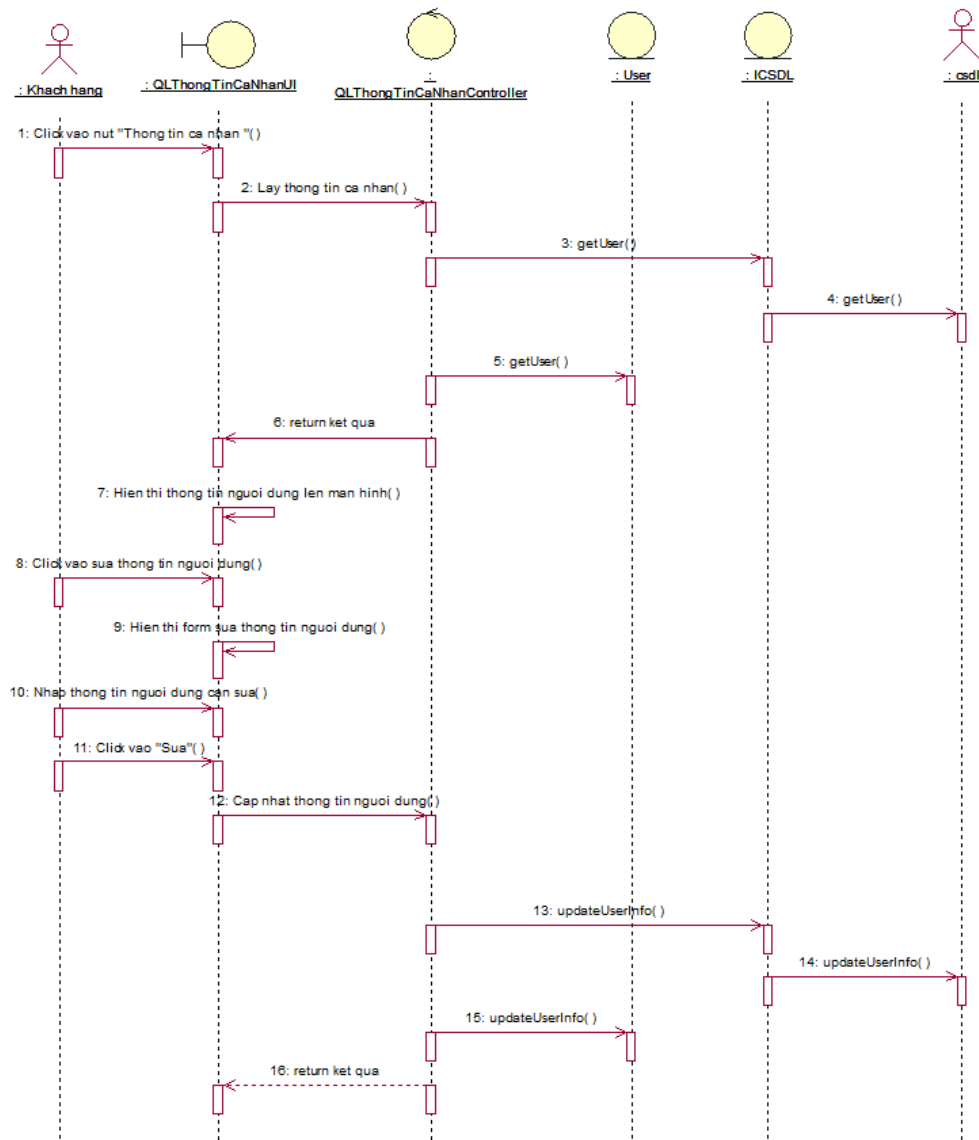 : Khach hang
: QLThongTinCaNhanUI
:
QLThongTinCaNhanController
: User
: ICSDL
: csdl
1: Click vao nut "Thong tin ca nhan "( )
2: Lay thong tin ca nhan( )
3: getUser( )
4: getUser( )
5: getUser( )
6: return ket qua
7: Hien thi thong tin nguoi dung len man hinh( )
8: Click vao sua thong tin nguoi dung( )
9: Hien thi form sua thong tin nguoi dung( )
10: Nhap thong tin nguoi dung can sua( )
11: Click vao "Sua"( )
12: Cap nhat thong tin nguoi dung( )
13: updateUserInfo( )
14: updateUserInfo( )
15: updateUserInfo( )
16: return ket qua